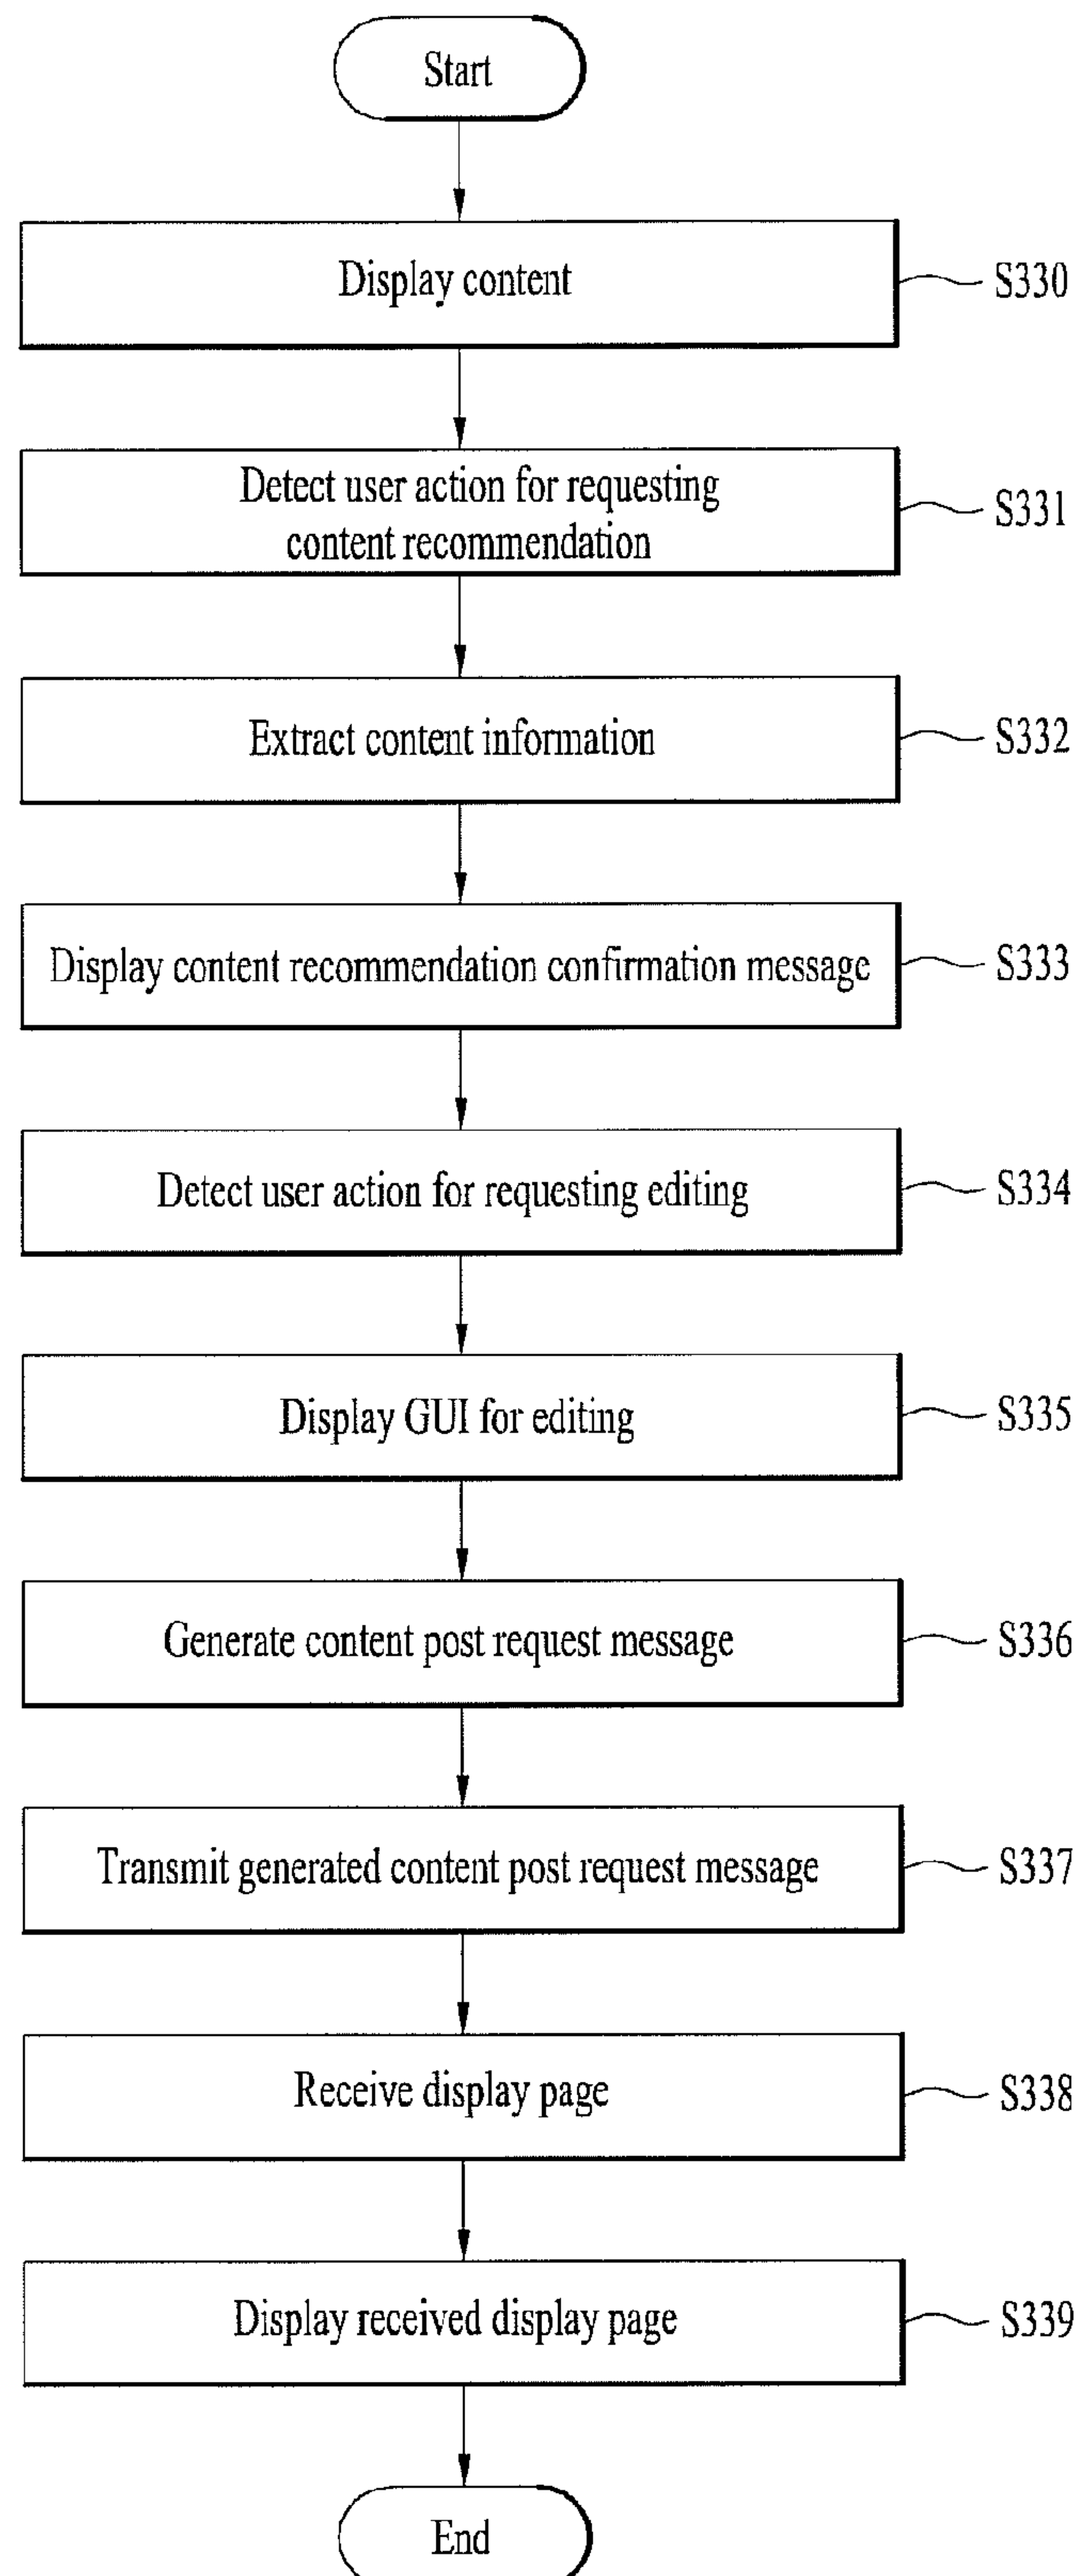 Start
Display content
S330
Detect user action for requesting
content recommendation
S331
Extract content information
S332
Display content recommendation confirmation message
S333
Detect user action for requesting editing
S334
Display GUI for editing
S335
Generate content post request message
S336
Transmit generated content post request message
S337
Receive display page
S338
Display received display page
S339
End